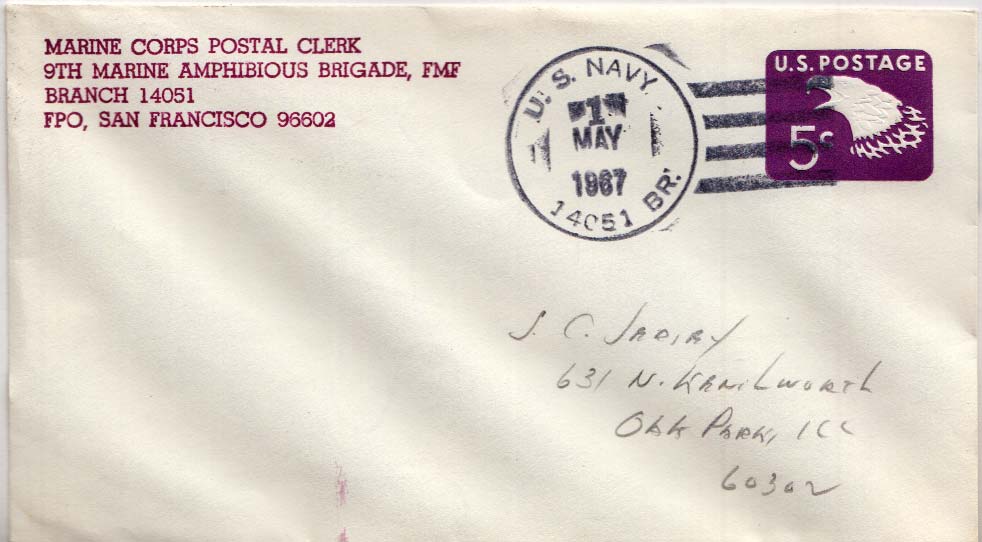 MARINE CORPS POSTAL CLERK
9TH MARINE AMPHIBIOUS BRIGADE, FMF
BRANCH 14051
FPO, SAN FRANCISCO 96602
U. S. NAVY.
1
MAY
1967
14051 BR.
U.S. POSTAGE
5c
J. C.
631 N. Kenilworth
Oak Park, Ill
60302